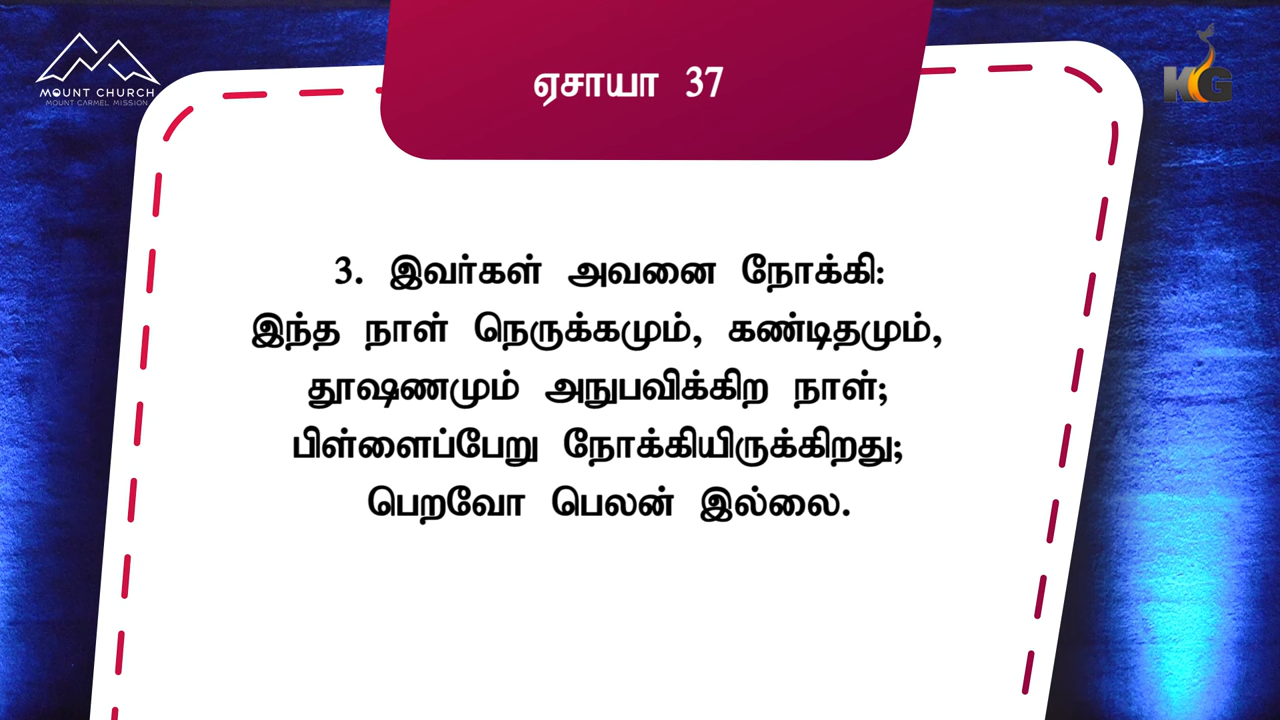 MOUNT CHURCH
MOUNT CARMEL MISSION
ஏசாயா 37
KG
3. இவர்கள் அவனை நோக்கி:
இந்த நாள் நெருக்கமும், கண்டிதமும்,
தூஷணமும் அநுபவிக்கிற நாள்;
பிள்ளைப்பேறு நோக்கியிருக்கிறது;
பெறவோ பெலன் இல்லை.